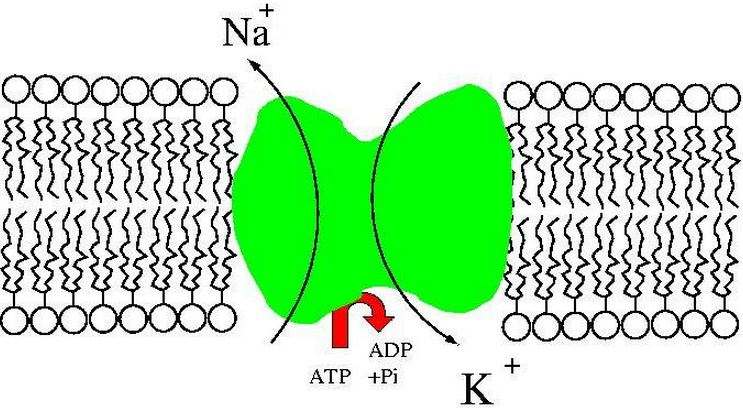 Na+
ADP
ATP +Pi
K+